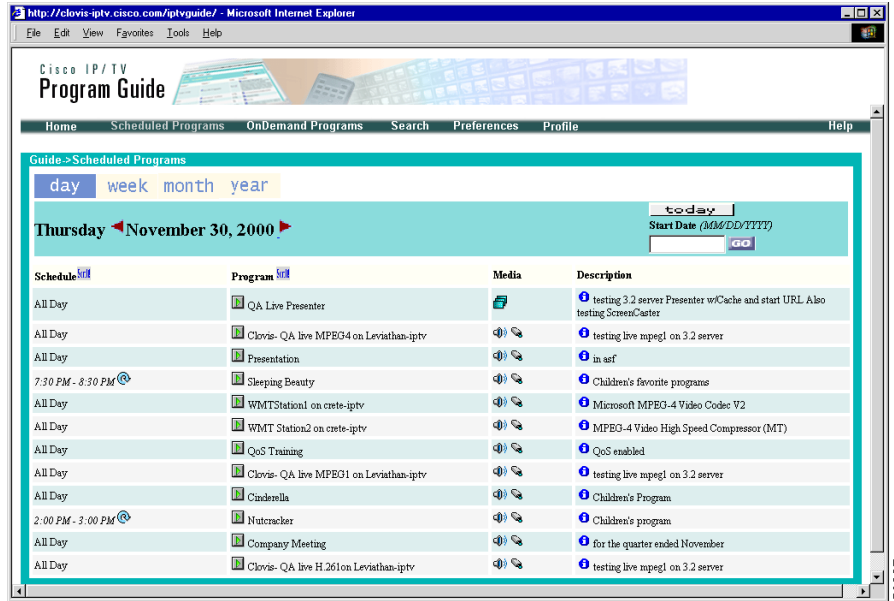 http://clovis-iptv.cisco.com/iptvguide/ - Microsoft Internet Explorer
File Edit View Favorites Tools Help
Cisco IP/TV
Program Guide
Home Scheduled Programs OnDemand Programs Search Preferences Profile Help
Guide->Scheduled Programs
day week month year
today
Start Date (MM/DD/YYYY)
Thursday November 30, 2000
GO
Schedule Program Media Description
All Day QA Live Presenter testing 3.2 server Presenter w/Cache and start URL Also
testing ScreenCaster
All Day Clovis- QA live MPEG4 on Leviathan-iptv testing live mpeg1 on 3.2 server
All Day Presentation in asf
7:30 PM - 8:30 PM Sleeping Beauty Children's favorite programs
All Day WMTStation1 on crete-iptv Microsoft MPEG-4 Video Codec V2
All Day WMT Station2 on crete-iptv MPEG-4 Video High Speed Compressor (MT)
All Day QoS Training QoS enabled
All Day Clovis- QA live MPEG1 on Leviathan-iptv testing live mpeg1 on 3.2 server
All Day Cinderella Children's Program
2:00 PM - 3:00 PM Nutcracker Children's program
All Day Company Meeting for the quarter ended November
All Day Clovis- QA live H.261on Leviathan-iptv testing live mpeg1 on 3.2 server